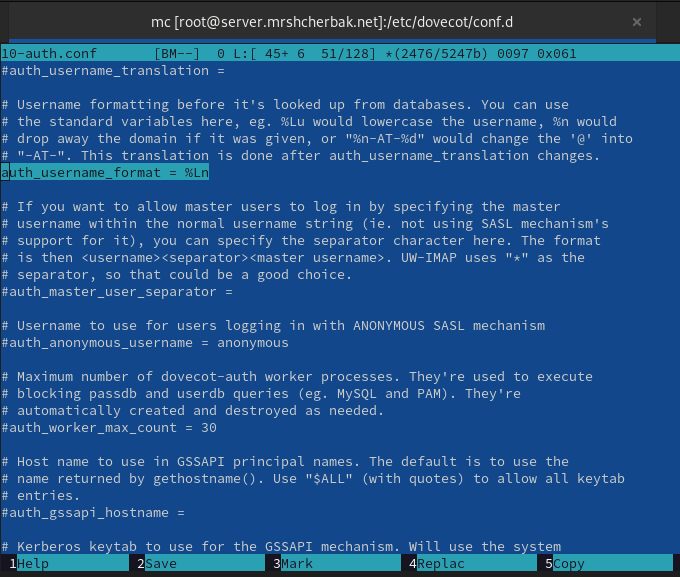 mc [root@server.mrshcherbak.net]:/etc/dovecot/conf.d ×
10-auth.conf [BM--] 0 L:[ 45+ 6 51/128] *(2476/5247b) 0097 0x061
#auth_username_translation =
# Username formatting before it's looked up from databases. You can use
# the standard variables here, eg. %Lu would lowercase the username, %n would
# drop away the domain if it was given, or "%n-AT-%d" would change the '@' into
# "-AT-". This translation is done after auth_username_translation changes.
auth_username_format = %Ln
# If you want to allow master users to log in by specifying the master
# username within the normal username string (ie. not using SASL mechanism's
# support for it), you can specify the separator character here. The format
# is then <username><separator><master username>. UW-IMAP uses "*" as the
# separator, so that could be a good choice.
#auth_master_user_separator =
# Username to use for users logging in with ANONYMOUS SASL mechanism
#auth_anonymous_username = anonymous
# Maximum number of dovecot-auth worker processes. They're used to execute
# blocking passdb and userdb queries (eg. MySQL and PAM). They're
# automatically created and destroyed as needed.
#auth_worker_max_count = 30
# Host name to use in GSSAPI principal names. The default is to use the
# name returned by gethostname(). Use "$ALL" (with quotes) to allow all keytab
# entries.
#auth_gssapi_hostname =
# Kerberos keytab to use for the GSSAPI mechanism. Will use the system
1Help 2Save 3Mark 4Replac 5Copy